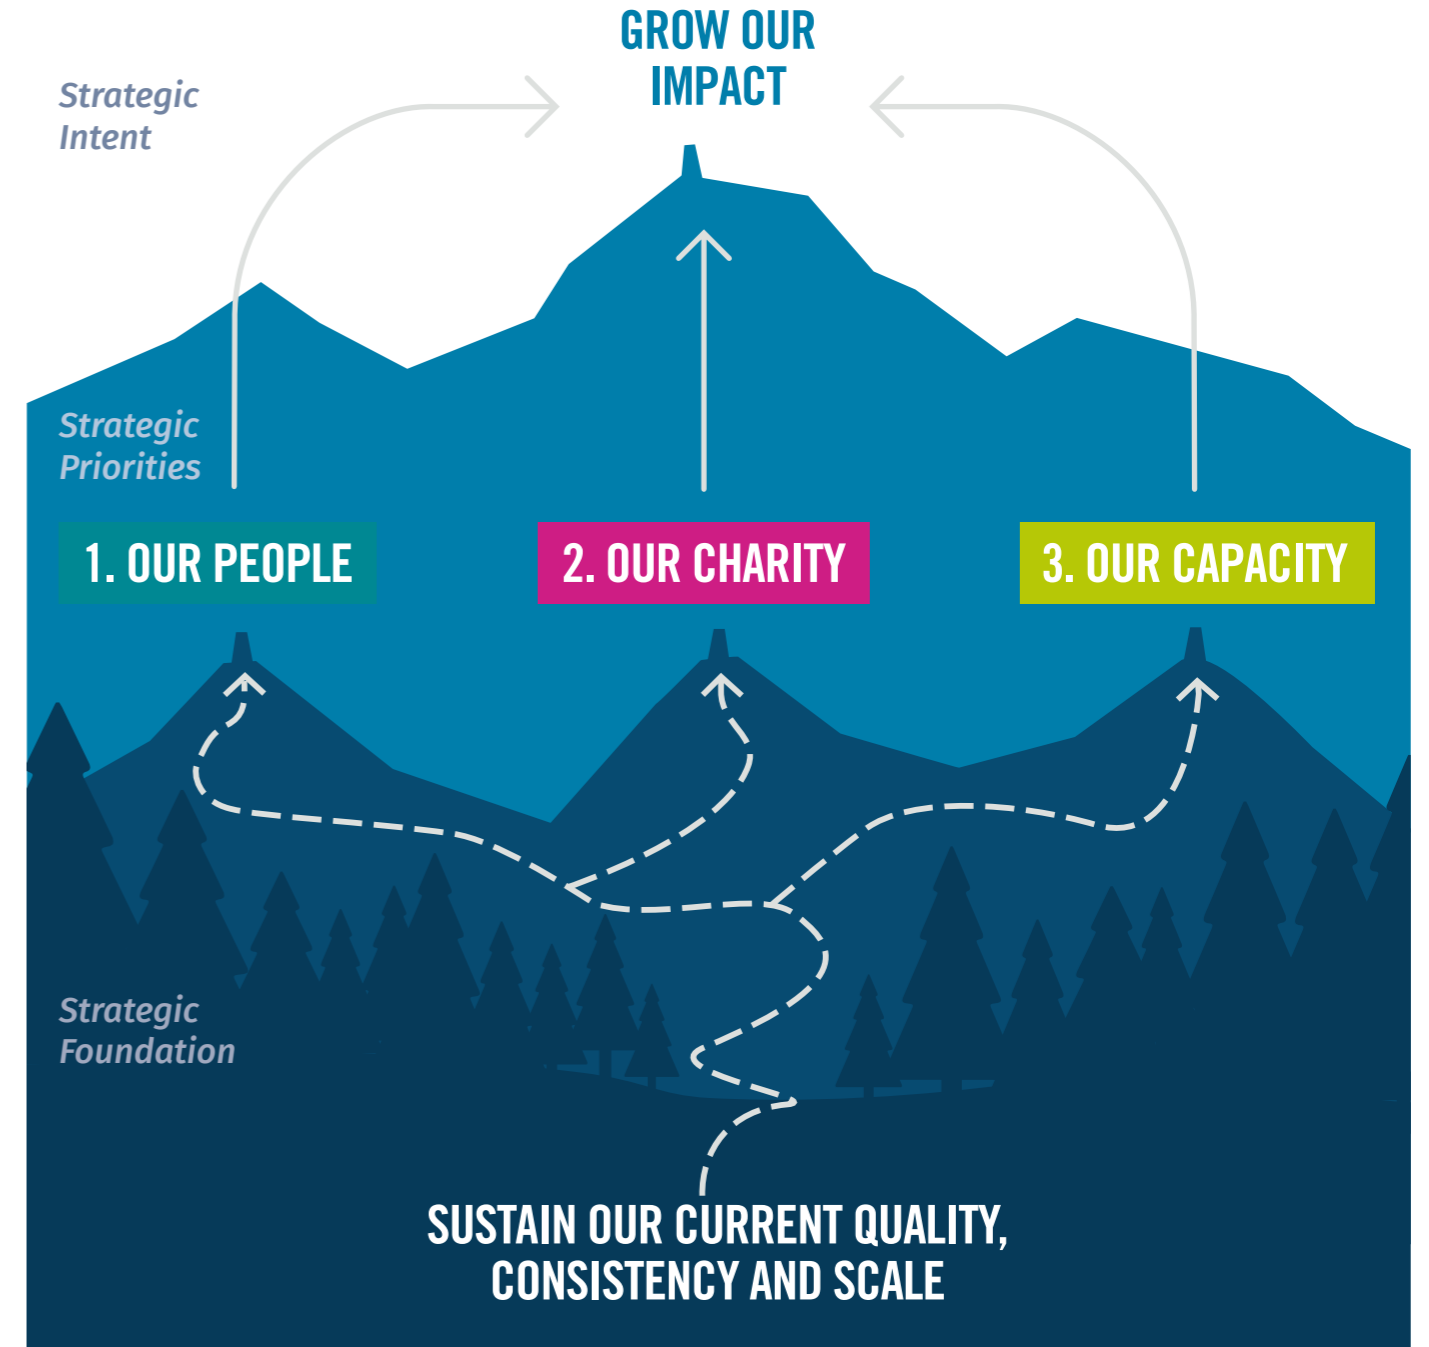 GROW OUR
IMPACT
Strategic
Intent
Strategic
Priorities
1. OUR PEOPLE
2. OUR CHARITY
3. OUR CAPACITY
Strategic
Foundation
SUSTAIN OUR CURRENT QUALITY,
CONSISTENCY AND SCALE